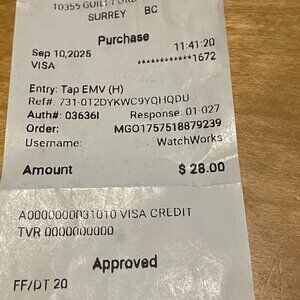 10355 GUILDFORD
SURREY BC
Purchase
Sep 10,2025 11:41:20
VISA ************1672
Entry: Tap EMV (H)
Ref#: 731-0T2DYKWC9YQHQDU
Auth#: 03636I Response: 01-027
Order: MGO1757518879239
Username: WatchWorks
Amount $ 28.00
A0000000031010 VISA CREDIT
TVR 0000000000
Approved
FF/DT 20